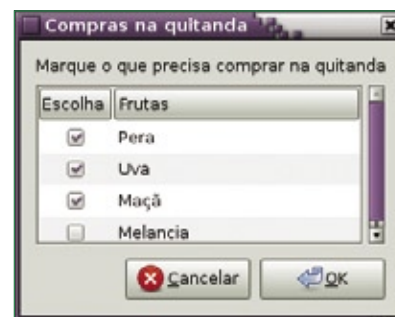 Compras na quitanda
Marque o que precisa comprar na quitanda
Escolha Frutas
Pera
Uva
Maçã
Melancia
Cancelar OK